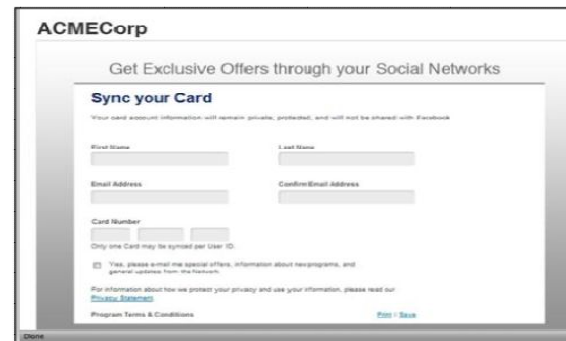 ACMECorp
Get Exclusive Offers through your Social Networks
Sync your Card
Your card account information will remain private, protected, and will not be shared with Facebook
First Name Last Name
Email Address Confirm Email Address
Card Number
Only one Card may be synced per User ID.
Yes, please e-mail me special offers, information about new programs, and
general updates from the Network.
For information about how we protect your privacy and use your information, please read our
Privacy Statement
Program Terms & Conditions Print | Save
Done